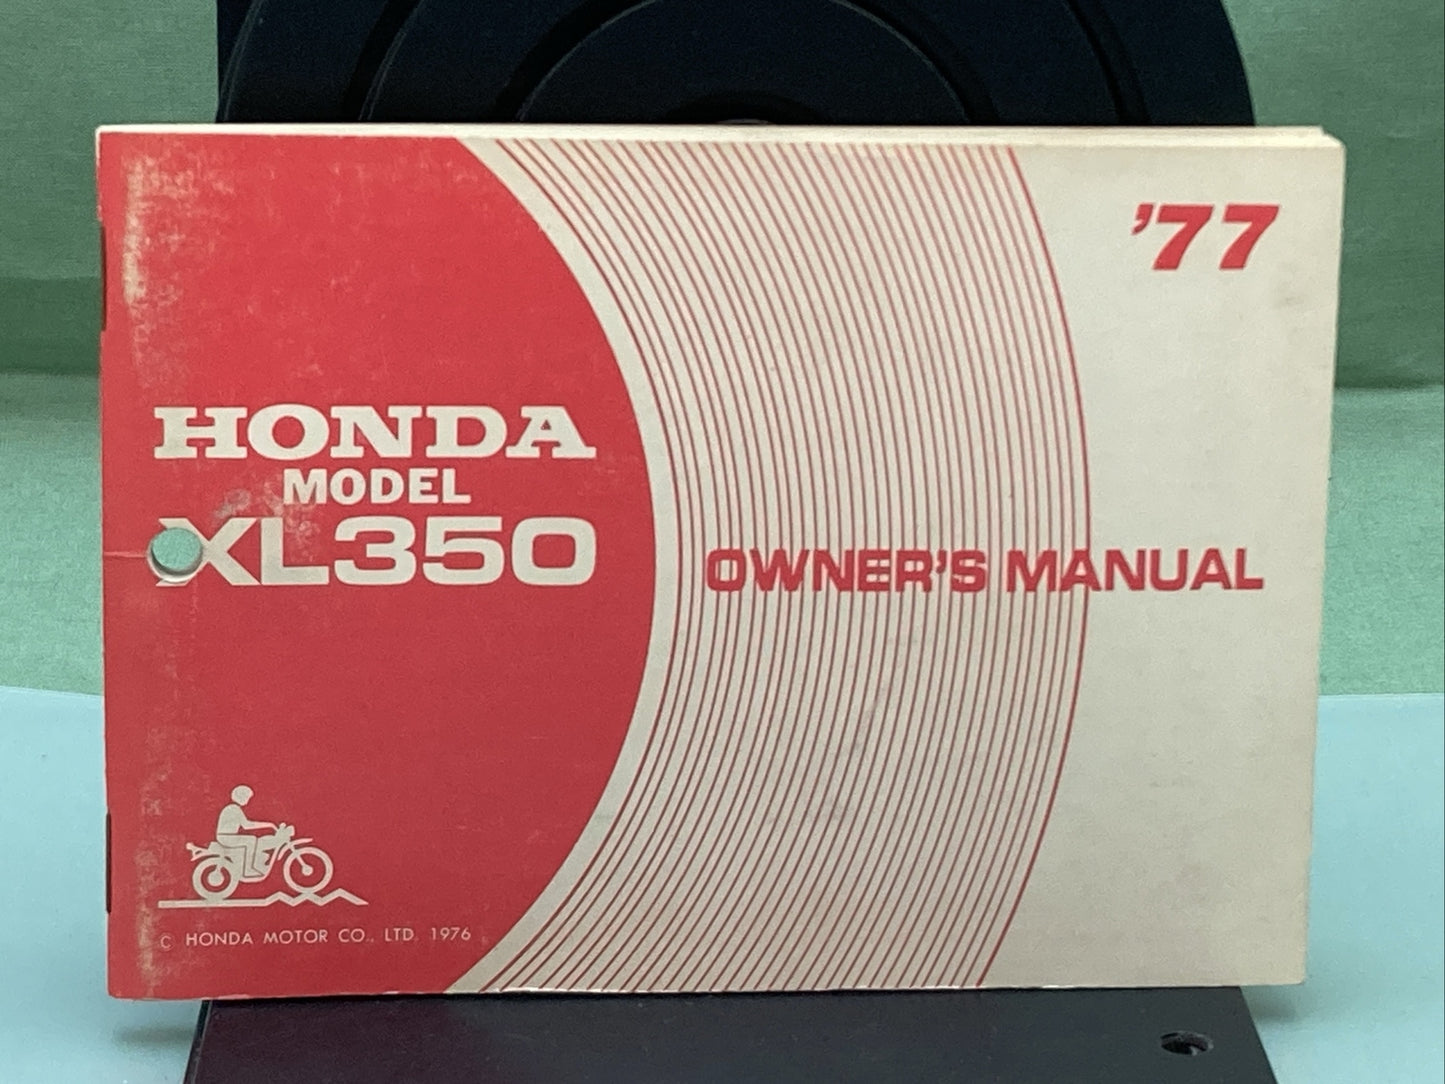 '77
HONDA
MODEL
XL350
OWNER'S MANUAL
© HONDA MOTOR CO., LTD. 1976